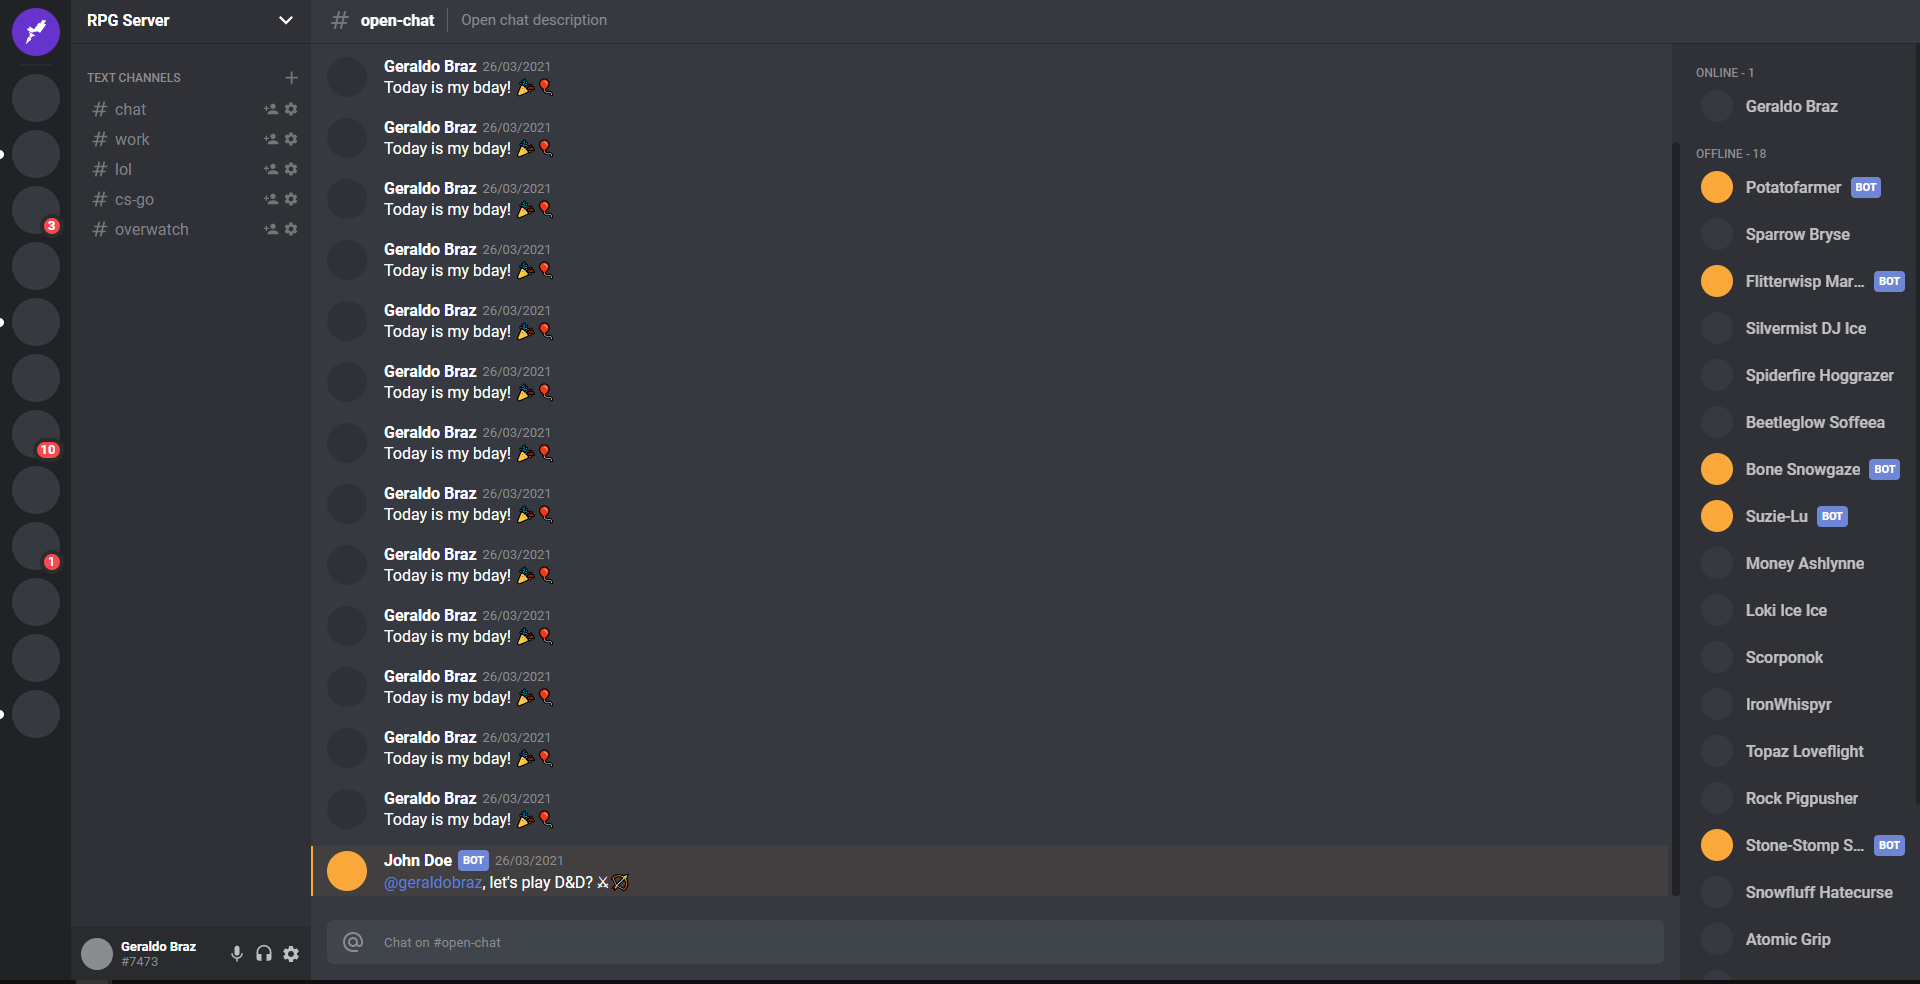 RPG Server
TEXT CHANNELS
# chat
# work
# lol
# cs-go
# overwatch
3
10
1
Geraldo Braz
#7473
# open-chat
Open chat description
Geraldo Braz 26/03/2021
Today is my bday! 🎉🎈
Geraldo Braz 26/03/2021
Today is my bday! 🎉🎈
Geraldo Braz 26/03/2021
Today is my bday! 🎉🎈
Geraldo Braz 26/03/2021
Today is my bday! 🎉🎈
Geraldo Braz 26/03/2021
Today is my bday! 🎉🎈
Geraldo Braz 26/03/2021
Today is my bday! 🎉🎈
Geraldo Braz 26/03/2021
Today is my bday! 🎉🎈
Geraldo Braz 26/03/2021
Today is my bday! 🎉🎈
Geraldo Braz 26/03/2021
Today is my bday! 🎉🎈
Geraldo Braz 26/03/2021
Today is my bday! 🎉🎈
Geraldo Braz 26/03/2021
Today is my bday! 🎉🎈
Geraldo Braz 26/03/2021
Today is my bday! 🎉🎈
Geraldo Braz 26/03/2021
Today is my bday! 🎉🎈
John Doe BOT 26/03/2021
@geraldobraz, let's play D&D? ⚔🏹
@ Chat on #open-chat
ONLINE - 1
Geraldo Braz
OFFLINE - 18
Potatofarmer BOT
Sparrow Bryse
Flitterwisp Mar... BOT
Silvermist DJ Ice
Spiderfire Hoggrazer
Beetleglow Soffeea
Bone Snowgaze BOT
Suzie-Lu BOT
Money Ashlynne
Loki Ice Ice
Scorponok
IronWhispyr
Topaz Loveflight
Rock Pigpusher
Stone-Stomp S... BOT
Snowfluff Hatecurse
Atomic Grip